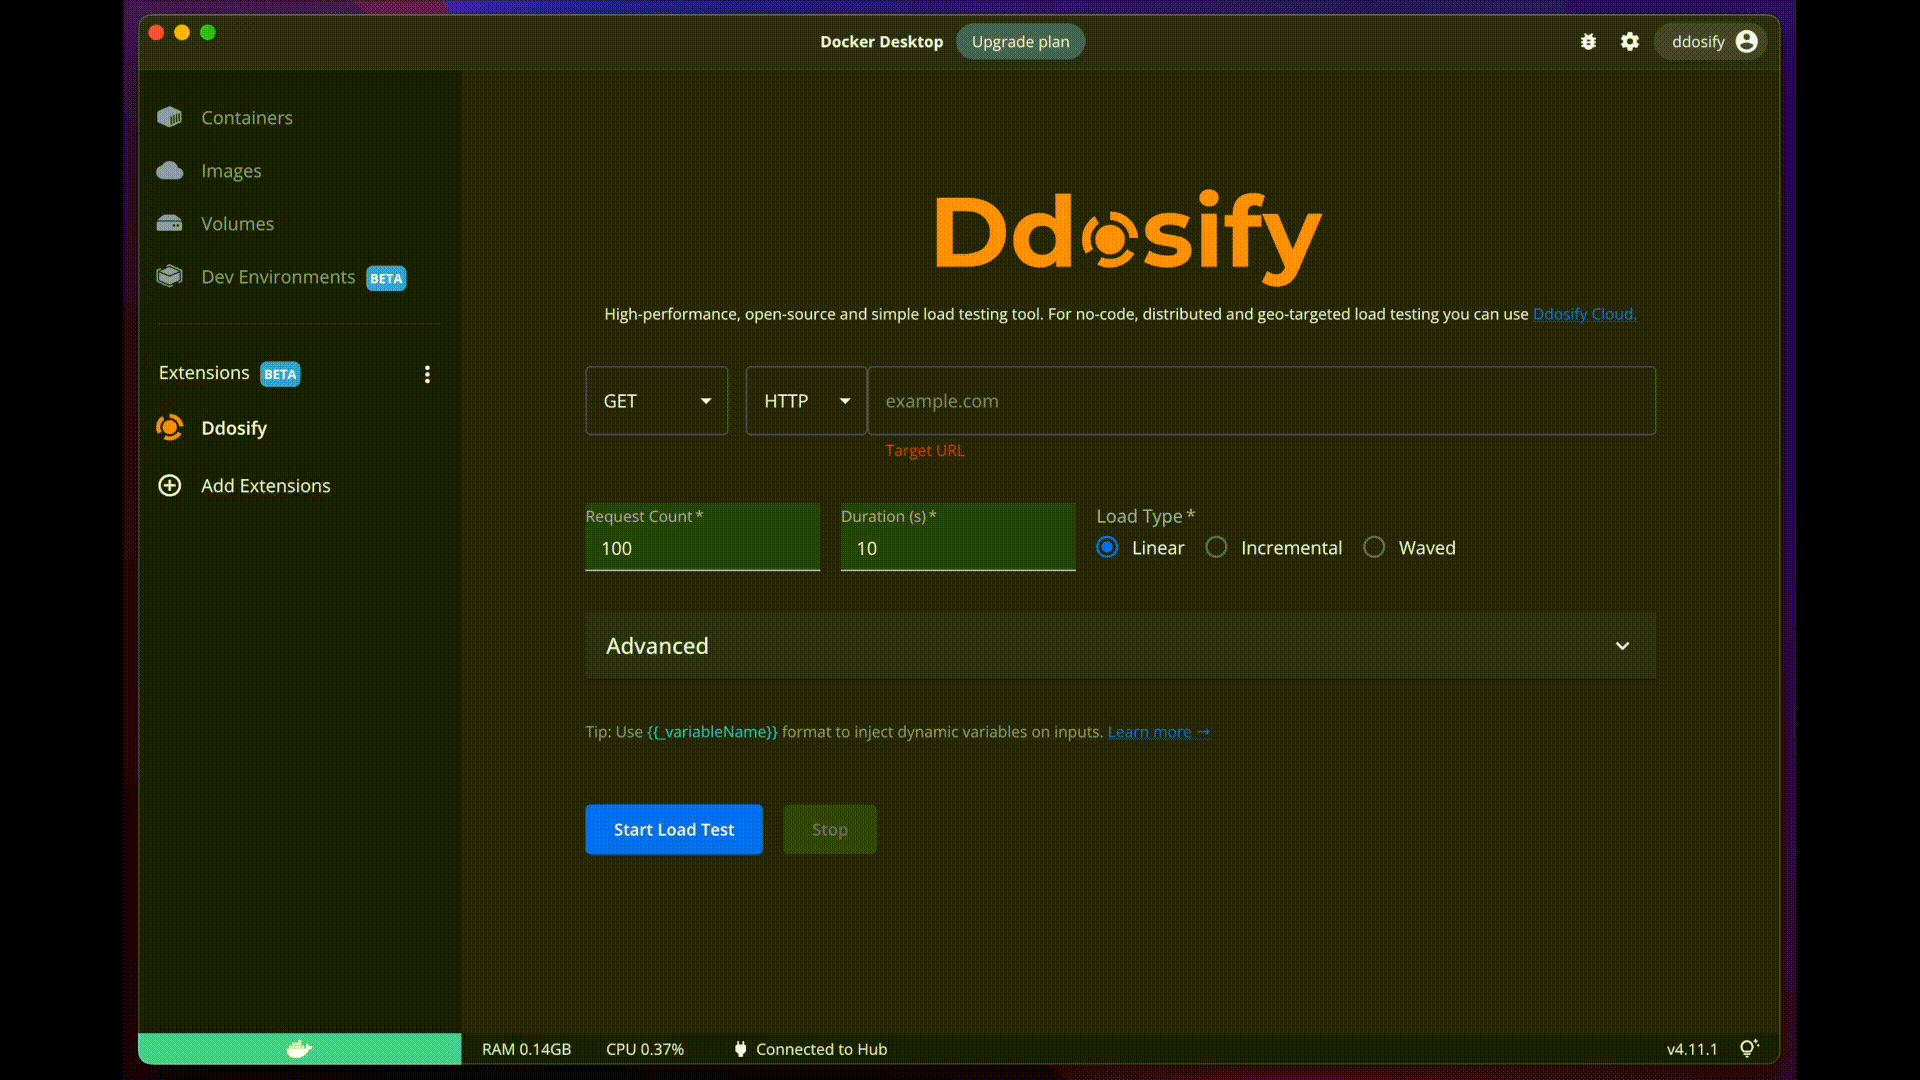 Docker Desktop
Upgrade plan
ddosify
Containers
Images
Volumes
Dev Environments BETA
Extensions BETA
Ddosify
Add Extensions
Ddosify
High-performance, open-source and simple load testing tool. For no-code, distributed and geo-targeted load testing you can use Ddosify Cloud.
GET
HTTP
example.com
Target URL
Request Count *
100
Duration (s) *
10
Load Type *
Linear
Incremental
Waved
Advanced
Tip: Use {{_variableName}} format to inject dynamic variables on inputs. Learn more →
Start Load Test
Stop
RAM 0.14GB
CPU 0.37%
Connected to Hub
v4.11.1